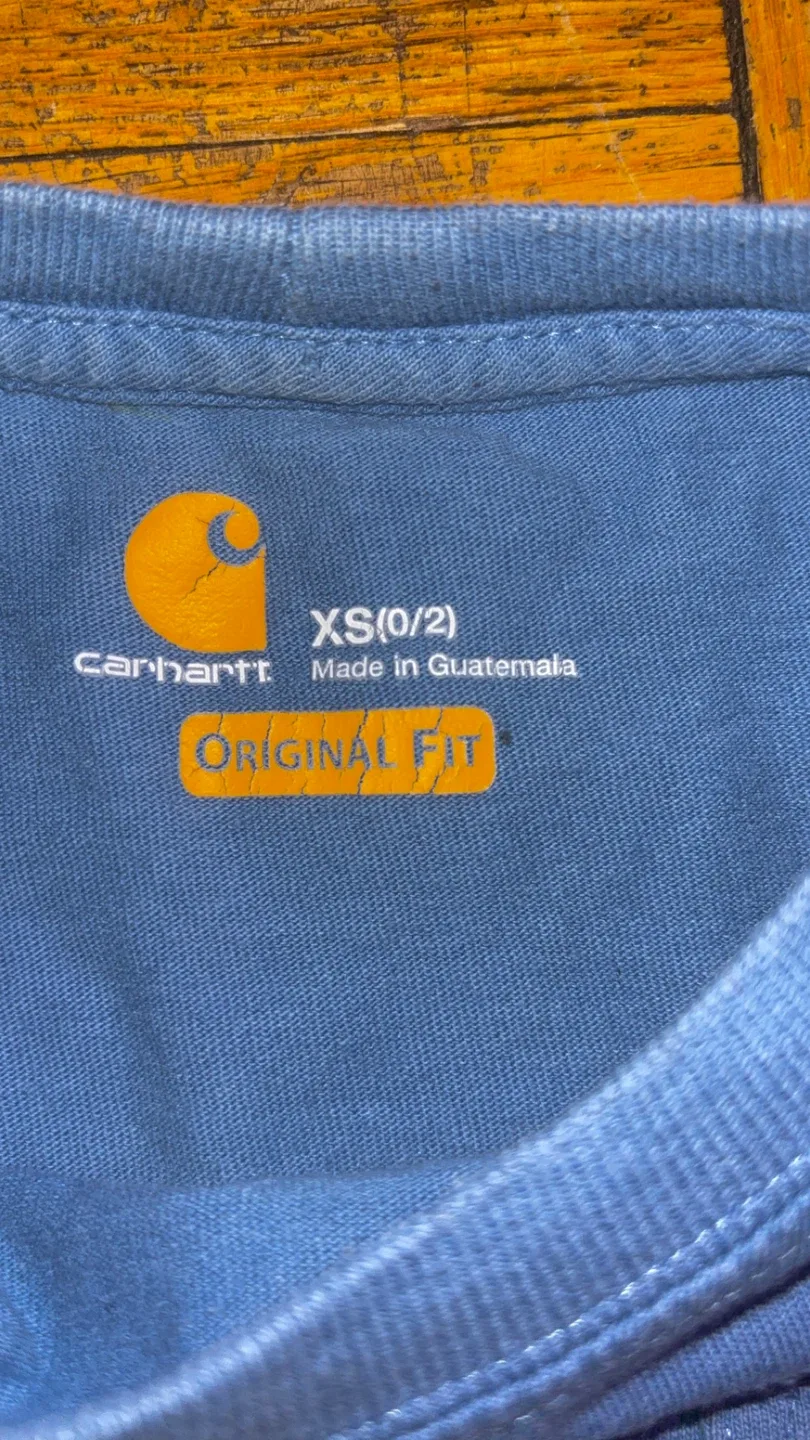 XS(0/2)
carhartt
Made in Guatemala
ORIGINAL FIT